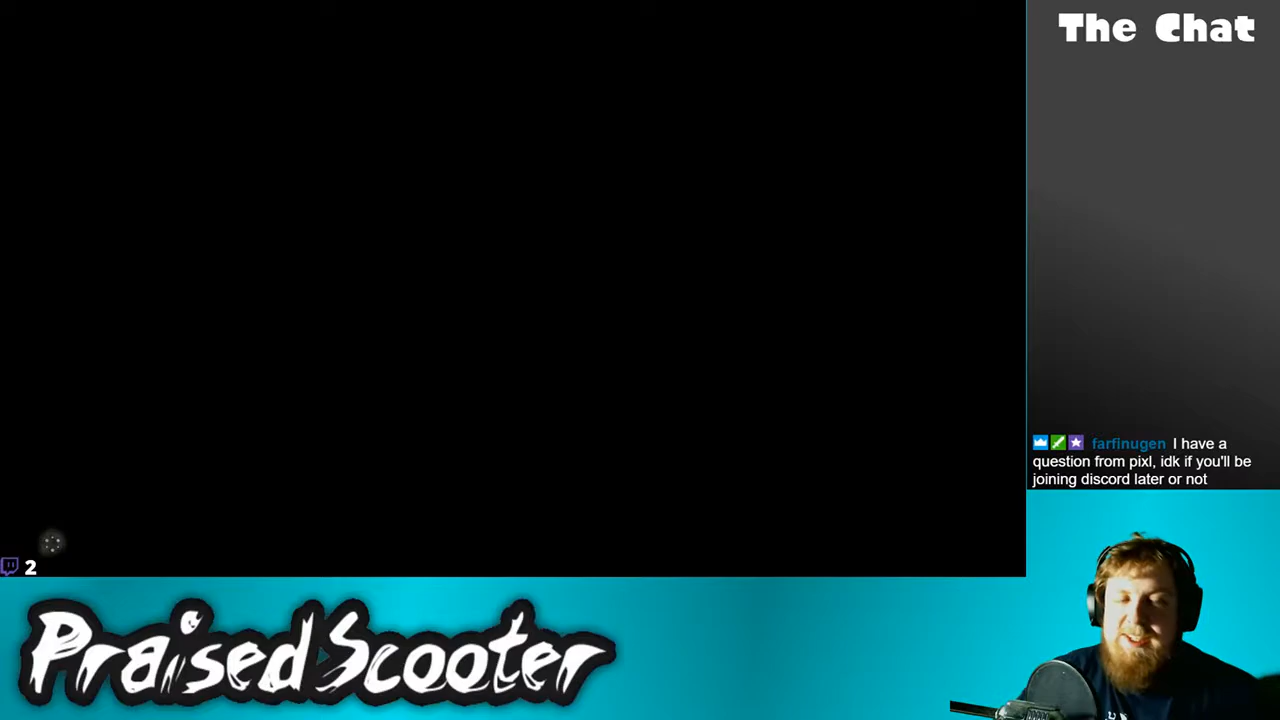 The Chat
farfinugen I have a
question from pixl, idk if you'll be
joining discord later or not
2
PraisedScooter